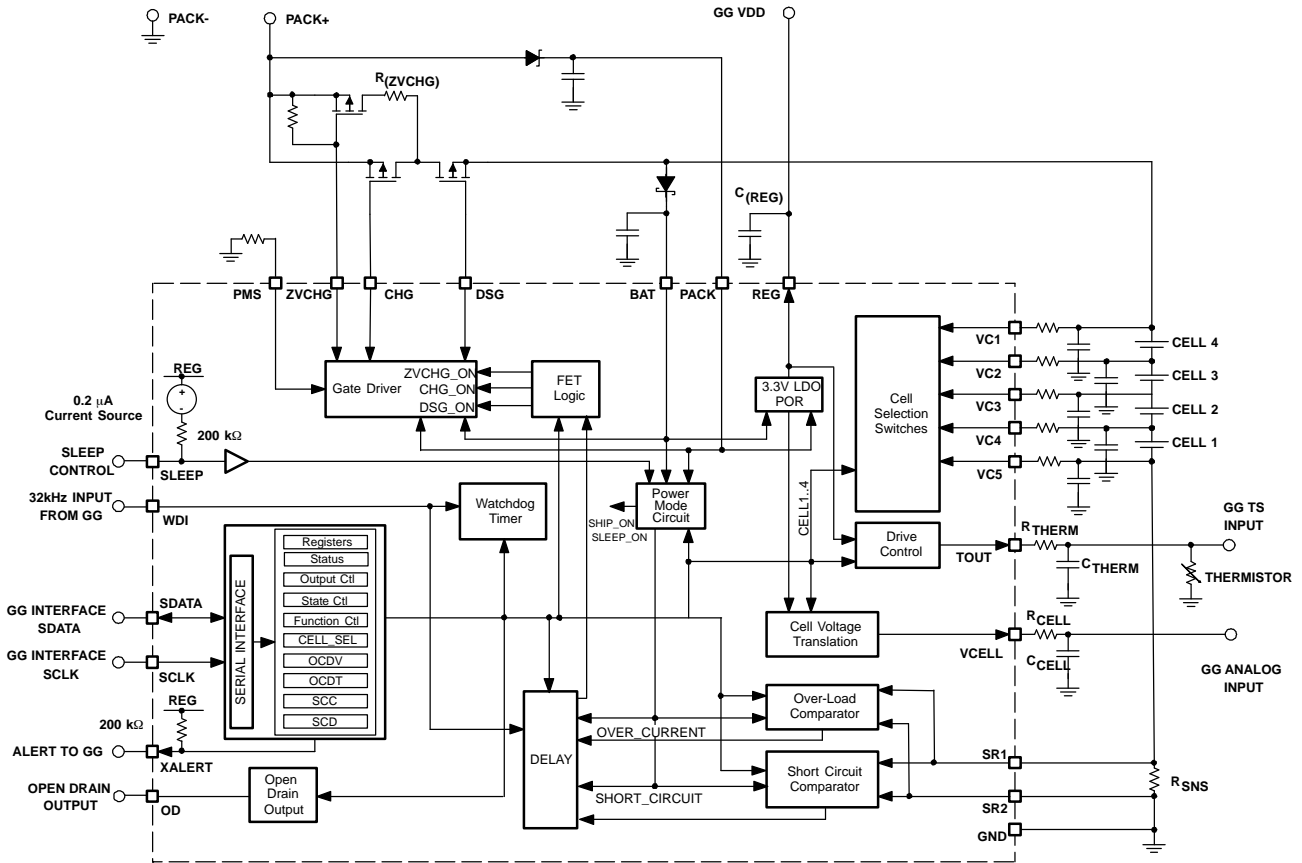 PACK-
PACK+
GG VDD
R(ZVCHG)
C(REG)
PMS
ZVCHG
CHG
DSG
BAT
PACK
REG
VC1
CELL 4
VC2
CELL 3
VC3
CELL 2
VC4
CELL 1
VC5
REG
+
-
0.2 μA
Current Source
200 kΩ
Gate Driver
ZVCHG_ON
CHG_ON
DSG_ON
FET
Logic
3.3V LDO
POR
Cell
Selection
Switches
SLEEP
CONTROL
SLEEP
32kHz INPUT
FROM GG
WDI
Watchdog
Timer
SHIP_ON
SLEEP_ON
Power
Mode
Circuit
CELL1..4
Drive
Control
TOUT
RTHERM
CTHERM
GG TS
INPUT
THERMISTOR
SERIAL INTERFACE
Registers
Status
Output Ctl
State Ctl
Function Ctl
CELL_SEL
OCDV
OCDT
SCC
SCD
GG INTERFACE
SDATA
SDATA
GG INTERFACE
SCLK
SCLK
Cell Voltage
Translation
VCELL
RCELL
CCELL
GG ANALOG
INPUT
REG
200 kΩ
ALERT TO GG
XALERT
OPEN DRAIN
OUTPUT
OD
Open
Drain
Output
DELAY
OVER_CURRENT
SHORT_CIRCUIT
Over-Load
Comparator
Short Circuit
Comparator
SR1
SR2
RSNS
GND